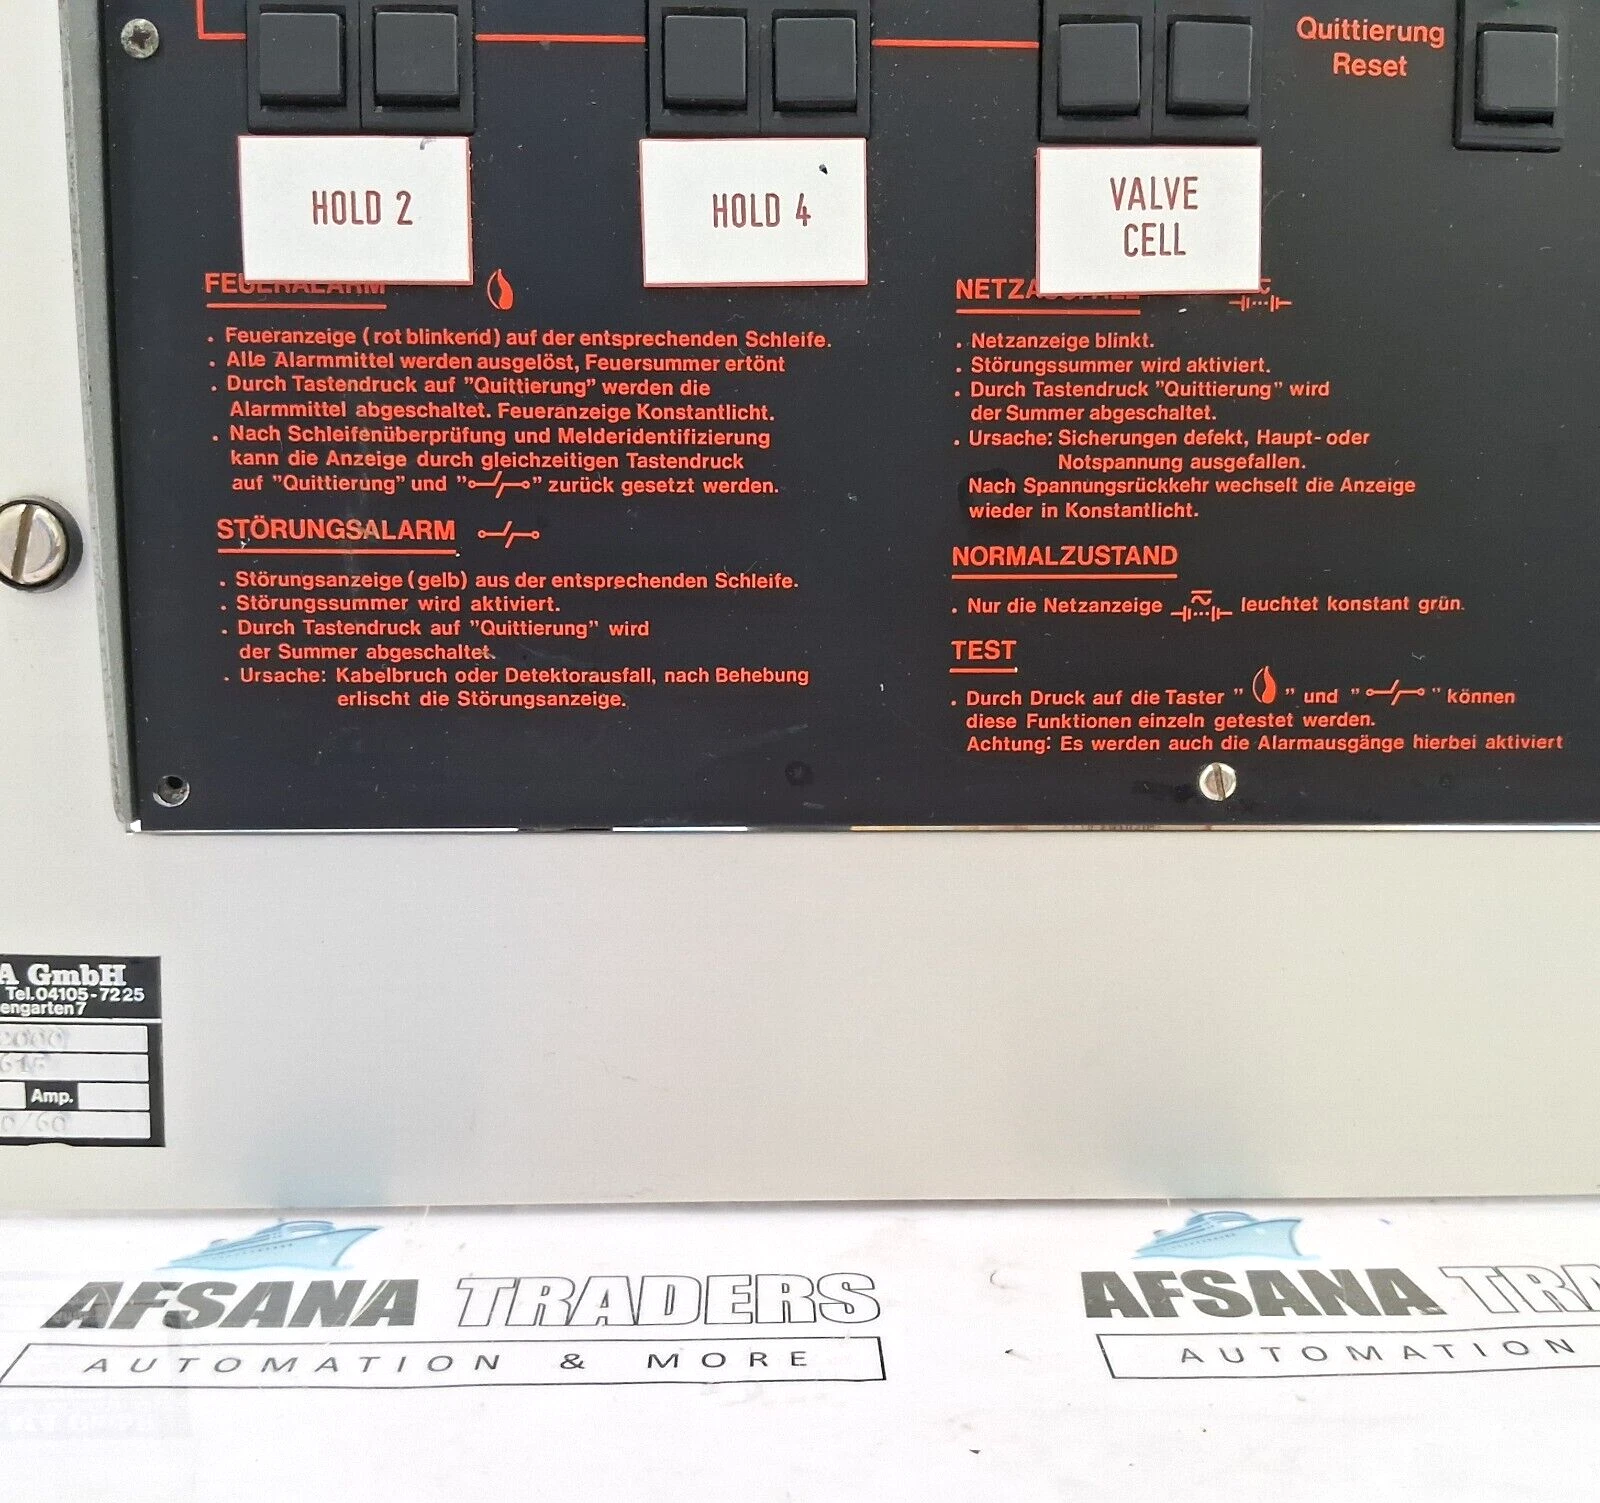 Quittierung
Reset
HOLD 2
HOLD 4
VALVE
CELL
FEUERALARM
. Feueranzeige (rot blinkend) auf der entsprechenden Schleife.
. Alle Alarmmittel werden ausgelöst, Feuersummer ertönt
. Durch Tastendruck auf "Quittierung" werden die
Alarmmittel abgeschaltet. Feueranzeige Konstantlicht.
. Nach Schleifenüberprüfung und Melderidentifizierung
kann die Anzeige durch gleichzeitigen Tastendruck
auf "Quittierung" und " " zurück gesetzt werden.
STÖRUNGSALARM
. Störungsanzeige (gelb) aus der entsprechenden Schleife.
. Störungssummer wird aktiviert.
. Durch Tastendruck auf "Quittierung" wird
der Summer abgeschaltet.
. Ursache: Kabelbruch oder Detektorausfall, nach Behebung
erlischt die Störungsanzeige.
NETZAUSFALL
. Netzanzeige blinkt.
. Störungssummer wird aktiviert.
. Durch Tastendruck "Quittierung" wird
der Summer abgeschaltet.
. Ursache: Sicherungen defekt, Haupt- oder
Notspannung ausgefallen.
Nach Spannungsrückkehr wechselt die Anzeige
wieder in Konstantlicht.
NORMALZUSTAND
. Nur die Netzanzeige leuchtet konstant grün.
TEST
. Durch Druck auf die Taster " " und " " können
diese Funktionen einzeln getestet werden.
Achtung: Es werden auch die Alarmausgänge hierbei aktiviert
A GmbH
Tel.04105-7225
engarten 7
Amp.
0/60
AFSANA TRADERS
AUTOMATION & MORE
AFSANA TRA
AUTOMATION